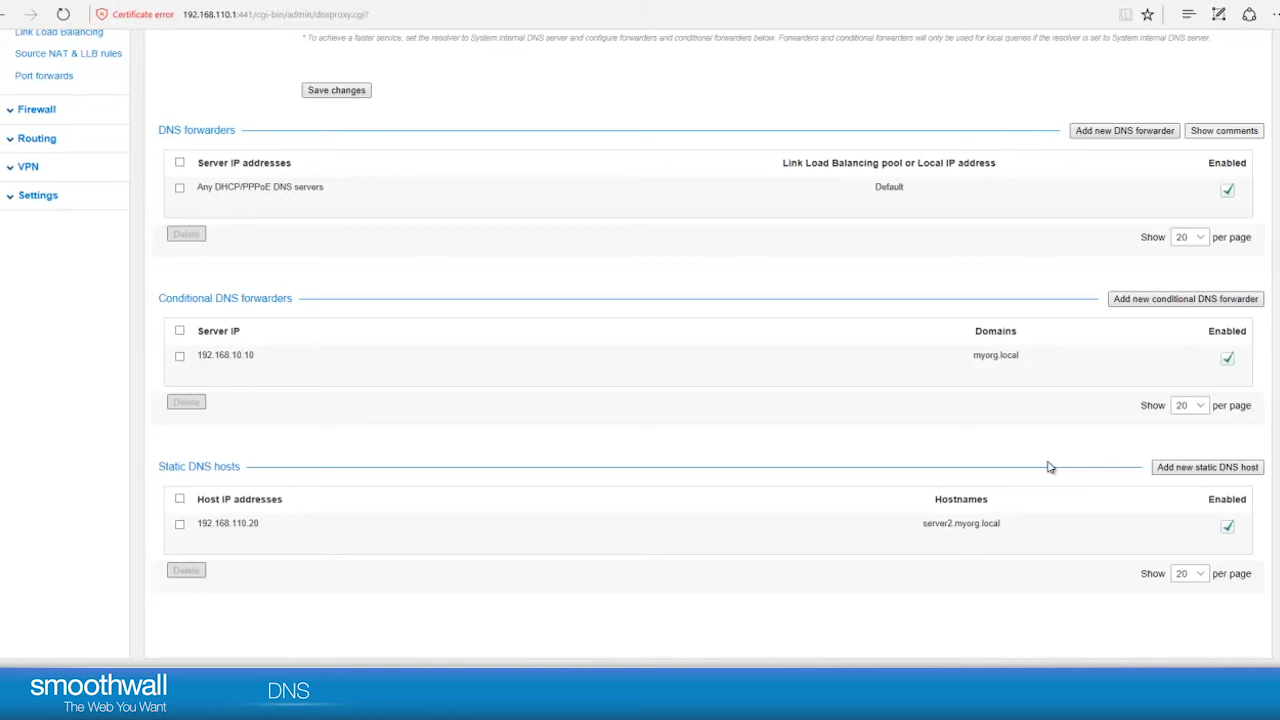 Certificate error 192.168.110.1:441/cgi-bin/admin/dnsproxy.cgi?
Link Load Balancing
Source NAT & LLB rules
Port forwards
Firewall
Routing
VPN
Settings
* To achieve a faster service, set the resolver to System internal DNS server and configure forwarders and conditional forwarders below. Forwarders and conditional forwarders will only be used for local queries if the resolver is set to System internal DNS server.
Save changes
DNS forwarders Add new DNS forwarder Show comments
Server IP addresses Link Load Balancing pool or Local IP address Enabled
Any DHCP/PPPoE DNS servers Default
Delete
Show 20 per page
Conditional DNS forwarders Add new conditional DNS forwarder
Server IP Domains Enabled
192.168.10.10 myorg.local
Delete
Show 20 per page
Static DNS hosts Add new static DNS host
Host IP addresses Hostnames Enabled
192.168.110.20 server2.myorg.local
Delete
Show 20 per page
smoothwall DNS
The Web You Want